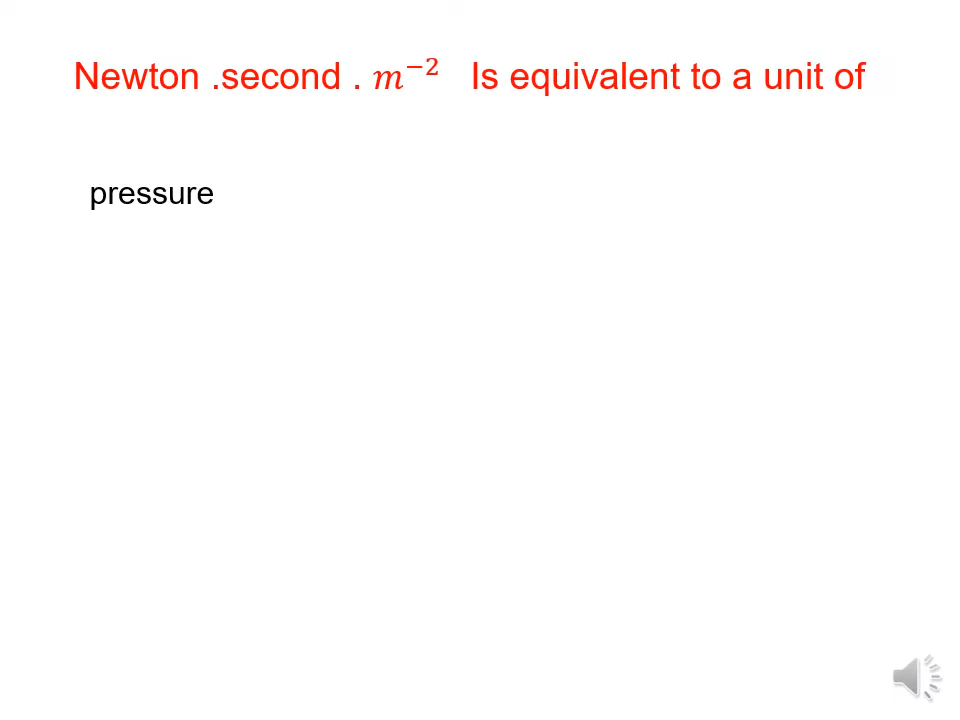 Newton .second . m⁻² Is equivalent to a unit of
pressure